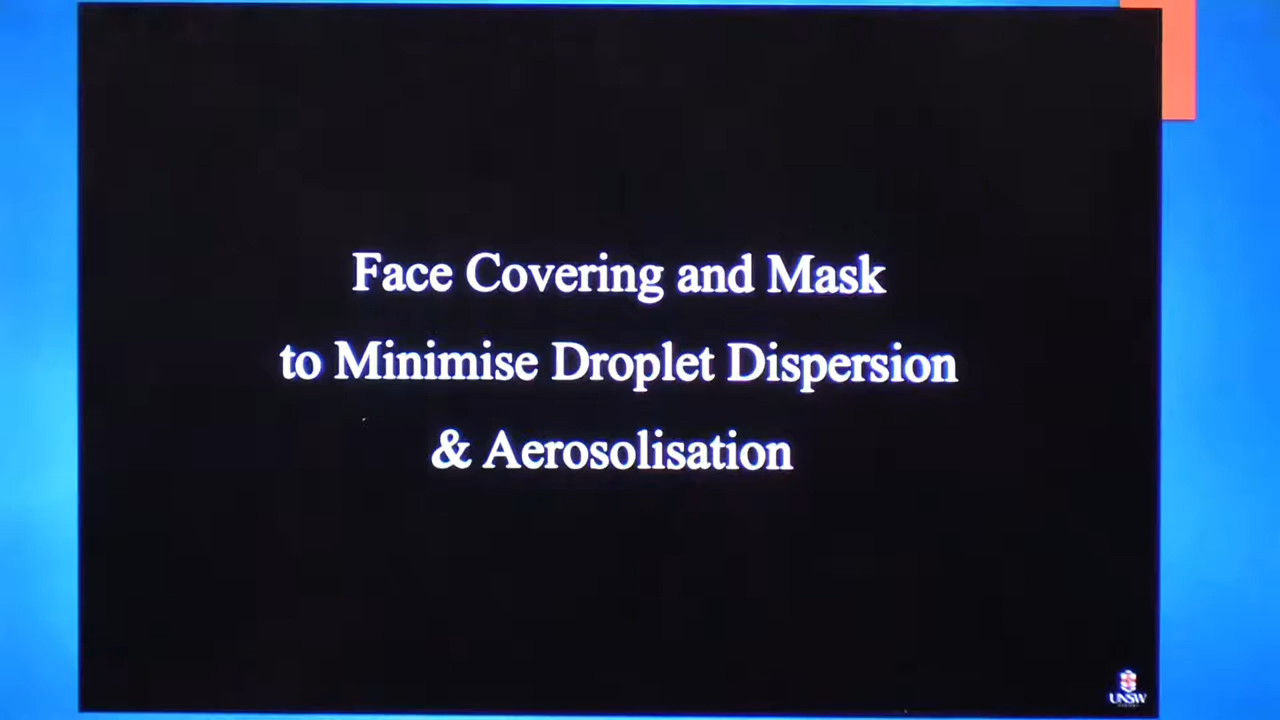 Face Covering and Mask
to Minimise Droplet Dispersion
& Aerosolisation
UNSW